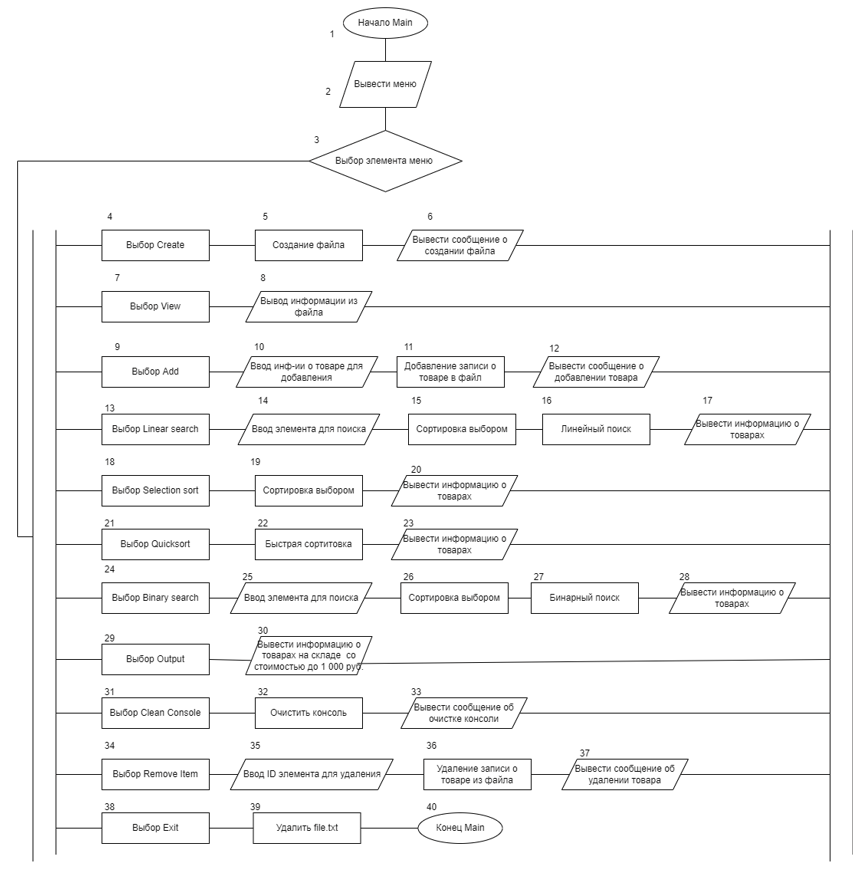 Начало Main
1
Вывести меню
2
3
Выбор элемента меню
4
5
6
Выбор Create
Создание файла
Вывести сообщение о
создании файла
7
8
Выбор View
Вывод информации из
файла
9
10
11
12
Выбор Add
Ввод инф-ии о товаре для
добавления
Добавление записи о
товаре в файл
Вывести сообщение о
добавлении товара
13
14
15
16
17
Выбор Linear search
Ввод элемента для поиска
Сортировка выбором
Линейный поиск
Вывести информацию о
товарах
18
19
20
Выбор Selection sort
Сортировка выбором
Вывести информацию о
товарах
21
22
23
Выбор Quicksort
Быстрая сортитовка
Вывести информацию о
товарах
24
25
26
27
28
Выбор Binary search
Ввод элемента для поиска
Сортировка выбором
Бинарный поиск
Вывести информацию о
товарах
29
30
Выбор Output
Вывести информацию о
товарах на складе со
стоимостью до 1 000 руб.
31
32
33
Выбор Clean Console
Очистить консоль
Вывести сообщение об
очистке консоли
34
35
36
37
Выбор Remove Item
Ввод ID элемента для удаления
Удаление записи о
товаре из файла
Вывести сообщение об
удалении товара
38
39
40
Выбор Exit
Удалить file.txt
Конец Main